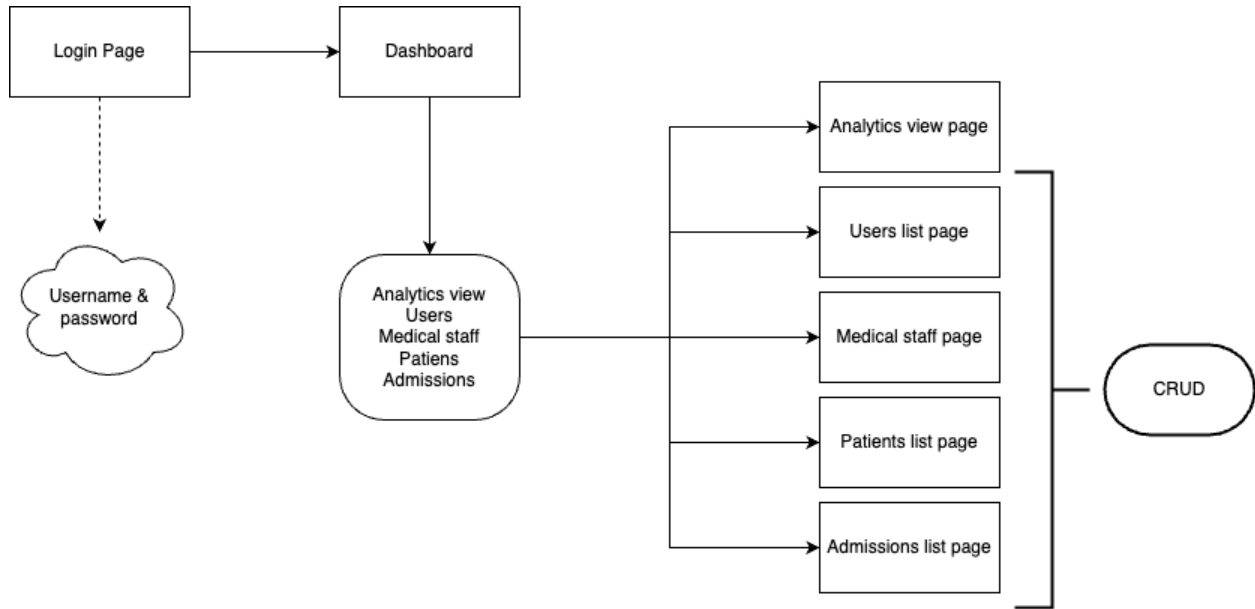 Login Page
Dashboard
Analytics view page
Users list page
Username &
password
Analytics view
Users
Medical staff
Patiens
Admissions
Medical staff page
CRUD
Patients list page
Admissions list page